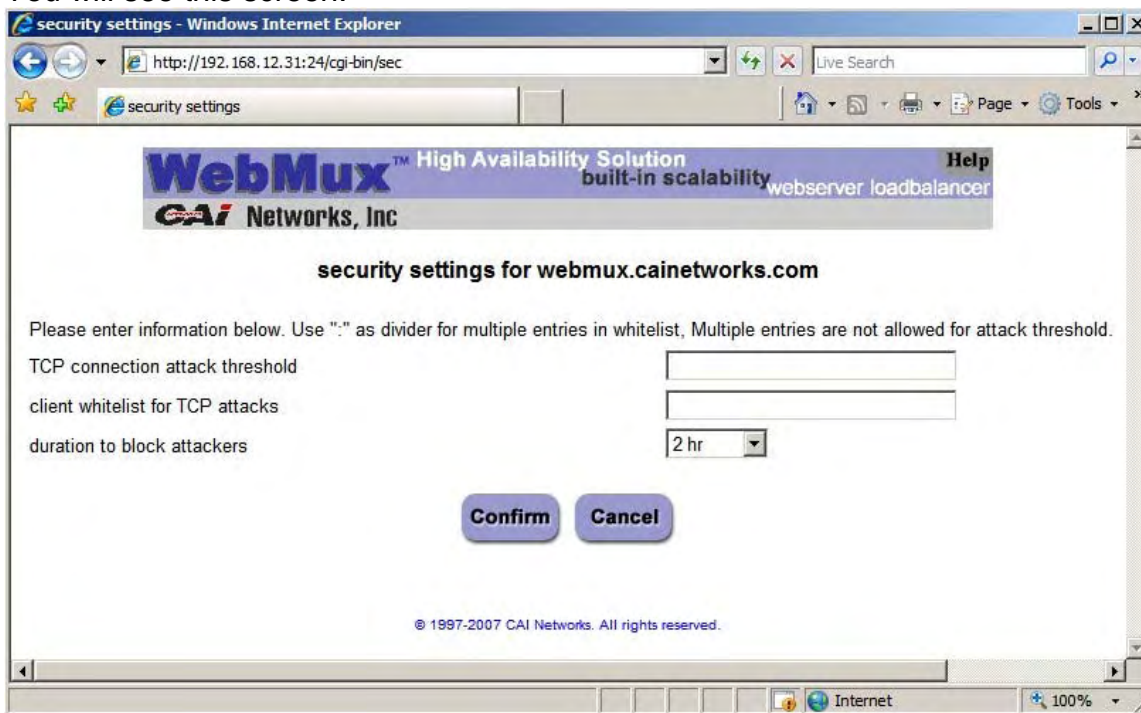 You will see this screen:
security settings - Windows Internet Explorer
http://192.168.12.31:24/cgi-bin/sec
Live Search
security settings
Page
Tools
WebMux™ High Availability Solution
built-in scalability
Help
webserver loadbalancer
CAi Networks, Inc
security settings for webmux.cainetworks.com
Please enter information below. Use ":" as divider for multiple entries in whitelist, Multiple entries are not allowed for attack threshold.
TCP connection attack threshold
client whitelist for TCP attacks
duration to block attackers
2 hr
Confirm
Cancel
© 1997-2007 CAI Networks. All rights reserved.
Internet
100%